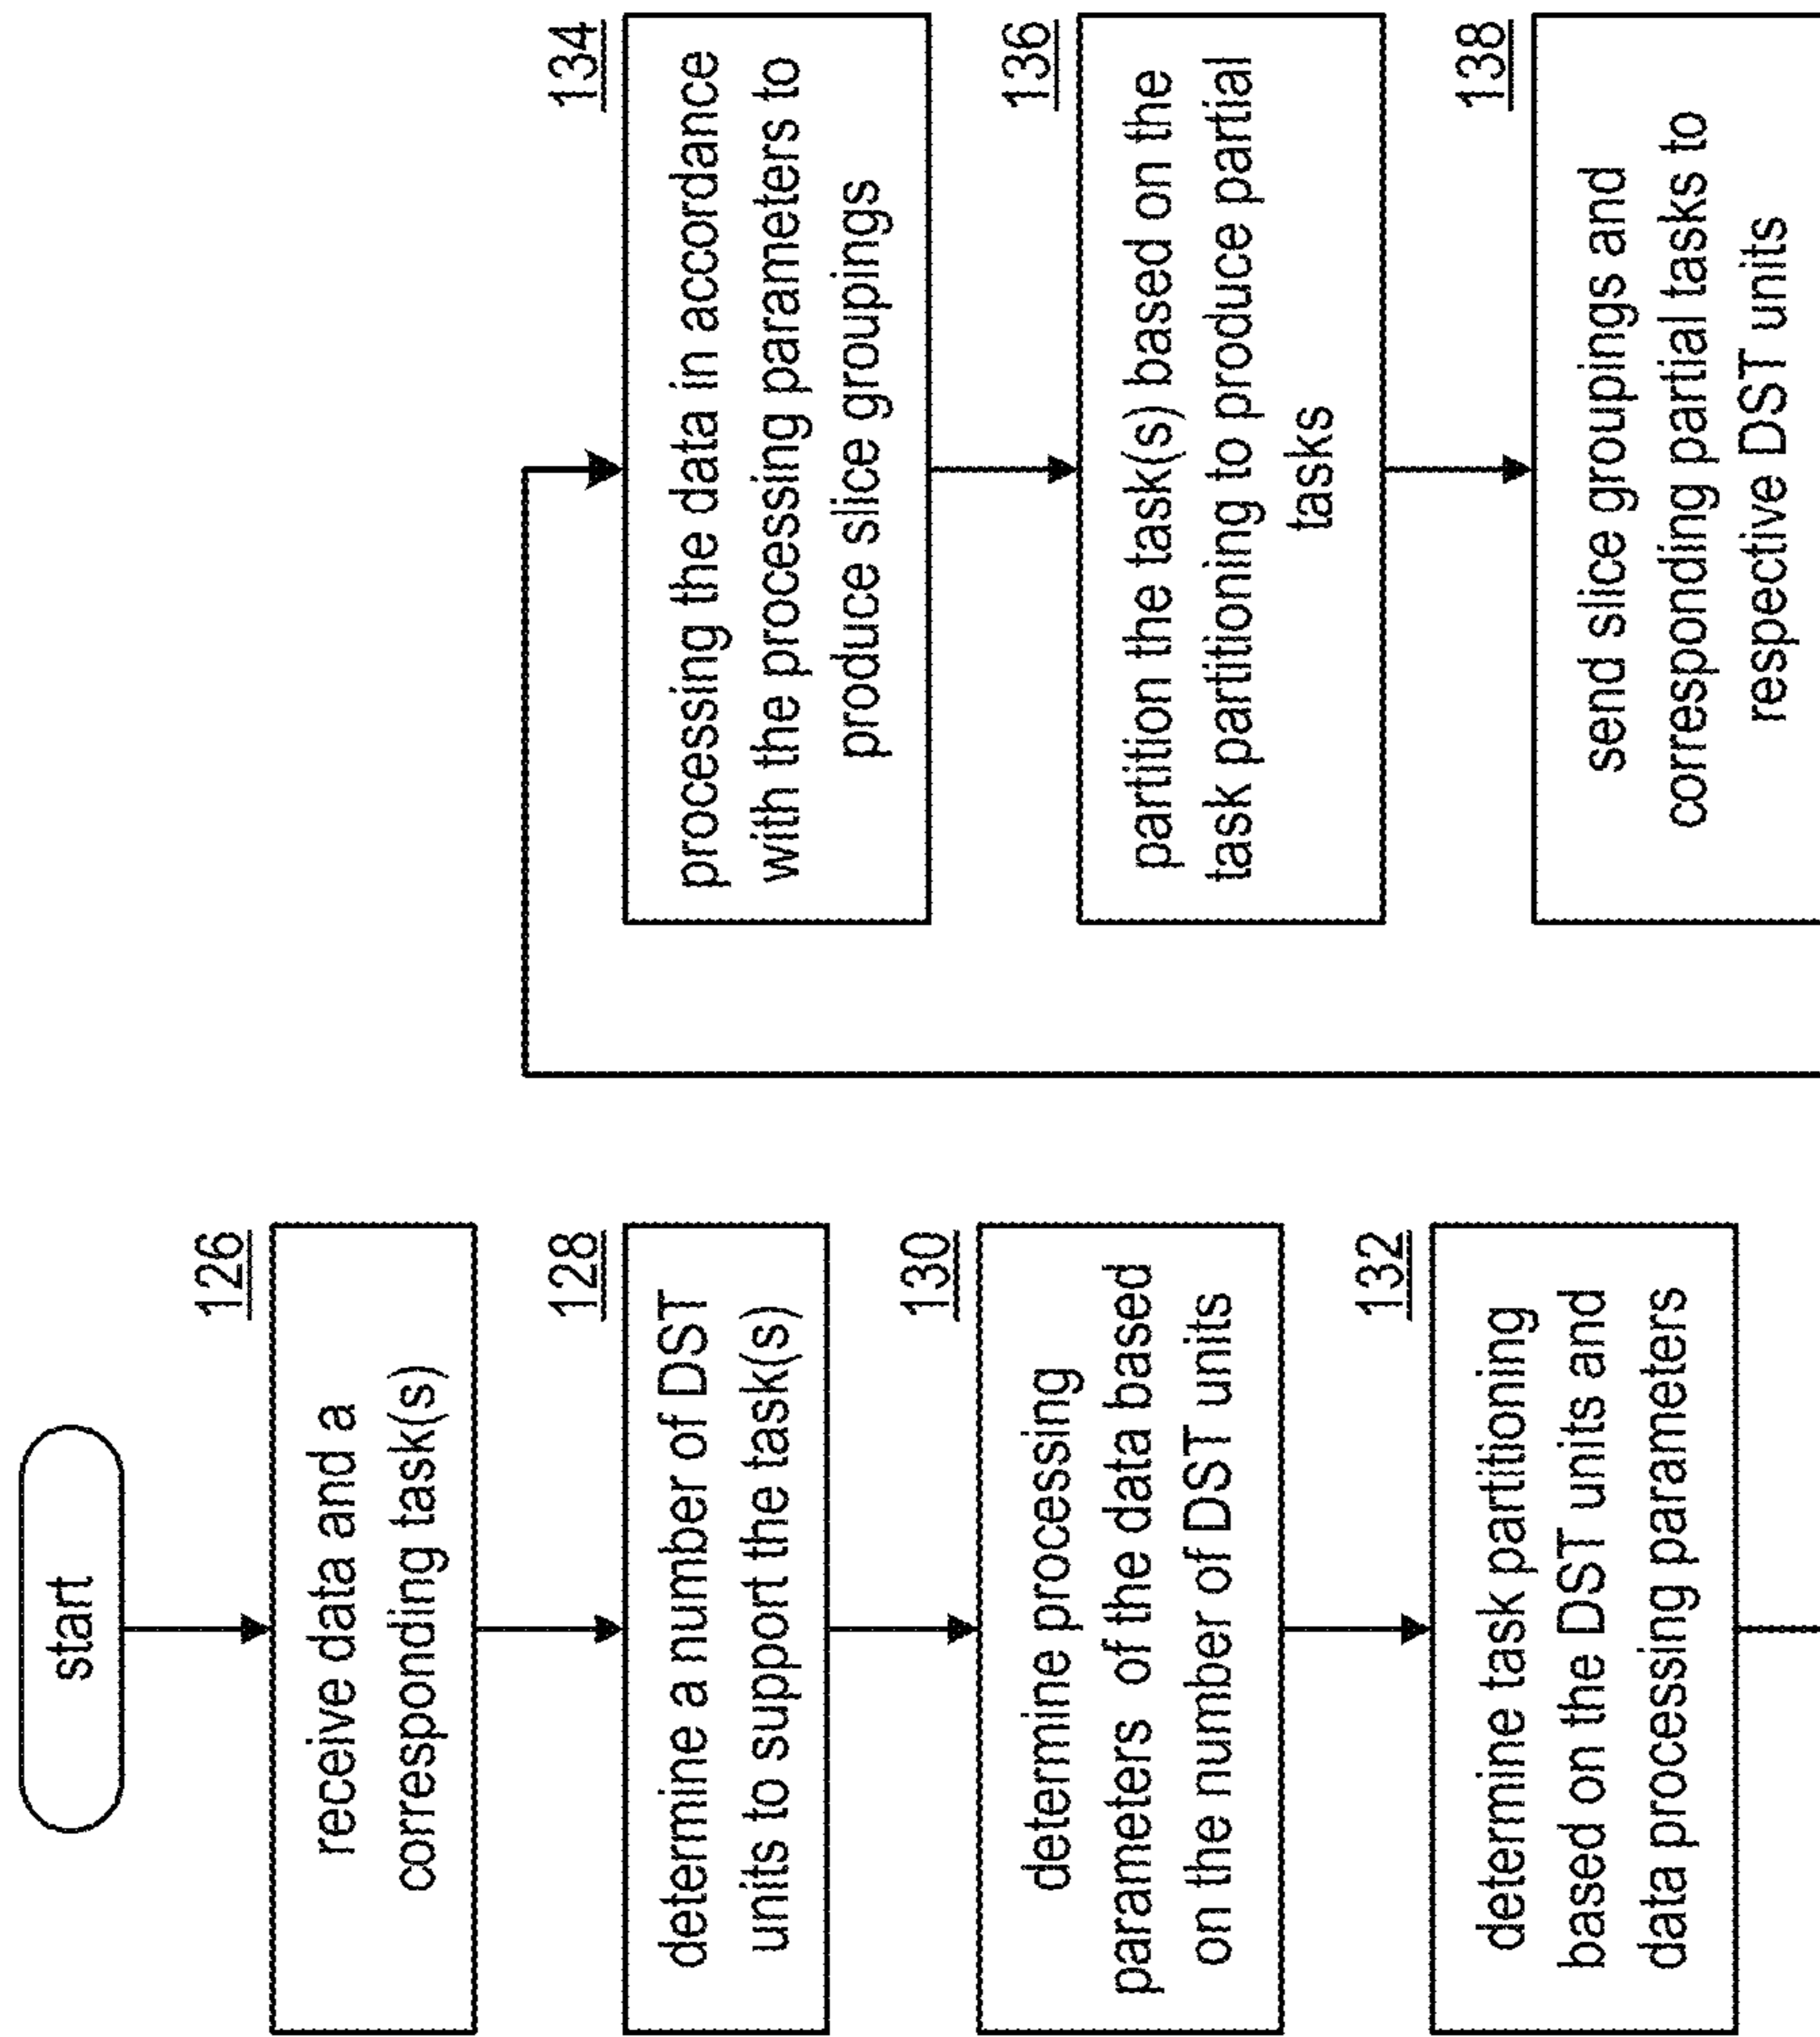 start
126
receive data and a
corresponding task(s)
128
determine a number of DST
units to support the task(s)
130
determine processing
parameters of the data based
on the number of DST units
132
determine task partitioning
based on the DST units and
data processing parameters
134
processing the data in accordance
with the processing parameters to
produce slice groupings
136
partition the task(s) based on the
task partitioning to produce partial
tasks
138
send slice groupings and
corresponding partial tasks to
respective DST units